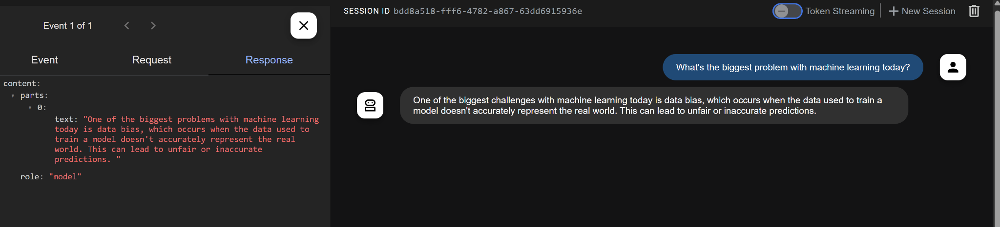 Event 1 of 1
Event
Request
Response
content:
parts:
0:
text: "One of the biggest problems with machine learning
today is data bias, which occurs when the data used to
train a model doesn't accurately represent the real
world. This can lead to unfair or inaccurate
predictions. "
role: "model"
SESSION ID bdd8a518-fff6-4782-a867-63dd6915936e
Token Streaming
New Session
What's the biggest problem with machine learning today?
One of the biggest challenges with machine learning today is data bias, which occurs when the data used to train a
model doesn't accurately represent the real world. This can lead to unfair or inaccurate predictions.